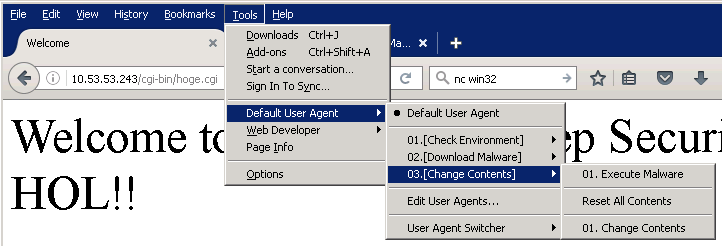 File Edit View History Bookmarks Tools Help
Welcome × Ma... × +
10.53.53.243/cgi-bin/hoge.cgi nc win32
Downloads Ctrl+J
Add-ons Ctrl+Shift+A
Start a conversation...
Sign In To Sync...
Default User Agent
Web Developer
Page Info
Options
Default User Agent
01.[Check Environment]
02.[Download Malware]
03.[Change Contents]
Edit User Agents...
User Agent Switcher
01. Execute Malware
Reset All Contents
01. Change Contents
Welcome to ep Securi
HOL!!